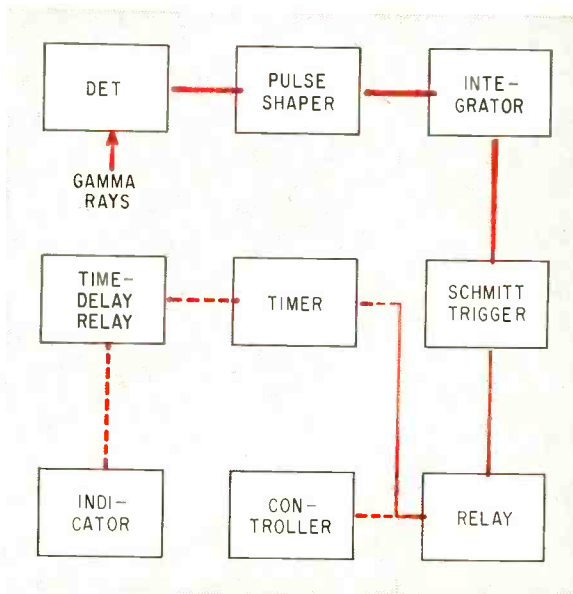 DET
PULSE
SHAPER
INTE-
GRATOR
GAMMA
RAYS
TIME-
DELAY
RELAY
TIMER
SCHMITT
TRIGGER
INDI-
CATOR
CON-
TROLLER
RELAY